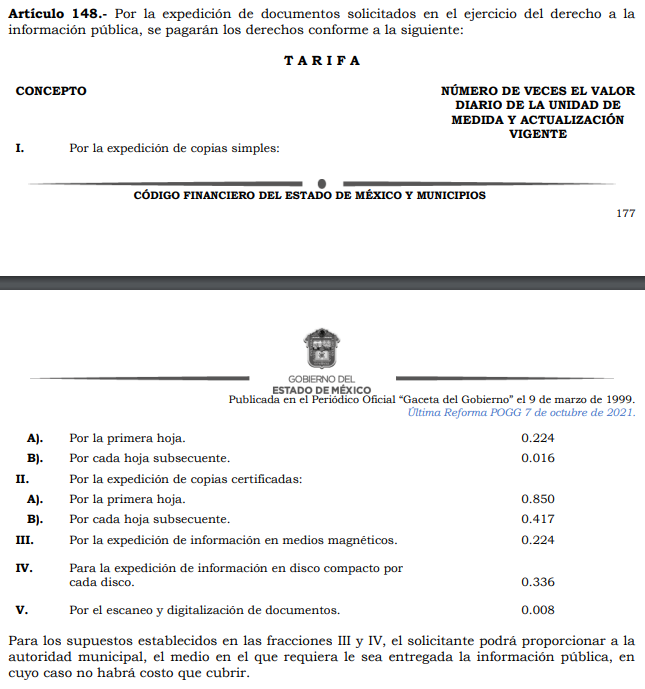 Artículo 148.- Por la expedición de documentos solicitados en el ejercicio del derecho a la
información pública, se pagarán los derechos conforme a la siguiente:
T A R I F A
CONCEPTO
NÚMERO DE VECES EL VALOR
DIARIO DE LA UNIDAD DE
MEDIDA Y ACTUALIZACIÓN
VIGENTE
I. Por la expedición de copias simples:
CÓDIGO FINANCIERO DEL ESTADO DE MÉXICO Y MUNICIPIOS
177
GOBIERNO DEL
ESTADO DE MÉXICO
Publicada en el Periódico Oficial “Gaceta del Gobierno” el 9 de marzo de 1999.
Última Reforma POGG 7 de octubre de 2021.
A). Por la primera hoja. 0.224
B). Por cada hoja subsecuente. 0.016
II. Por la expedición de copias certificadas:
A). Por la primera hoja. 0.850
B). Por cada hoja subsecuente. 0.417
III. Por la expedición de información en medios magnéticos. 0.224
IV. Para la expedición de información en disco compacto por
cada disco. 0.336
V. Por el escaneo y digitalización de documentos. 0.008
Para los supuestos establecidos en las fracciones III y IV, el solicitante podrá proporcionar a la
autoridad municipal, el medio en el que requiera le sea entregada la información pública, en
cuyo caso no habrá costo que cubrir.